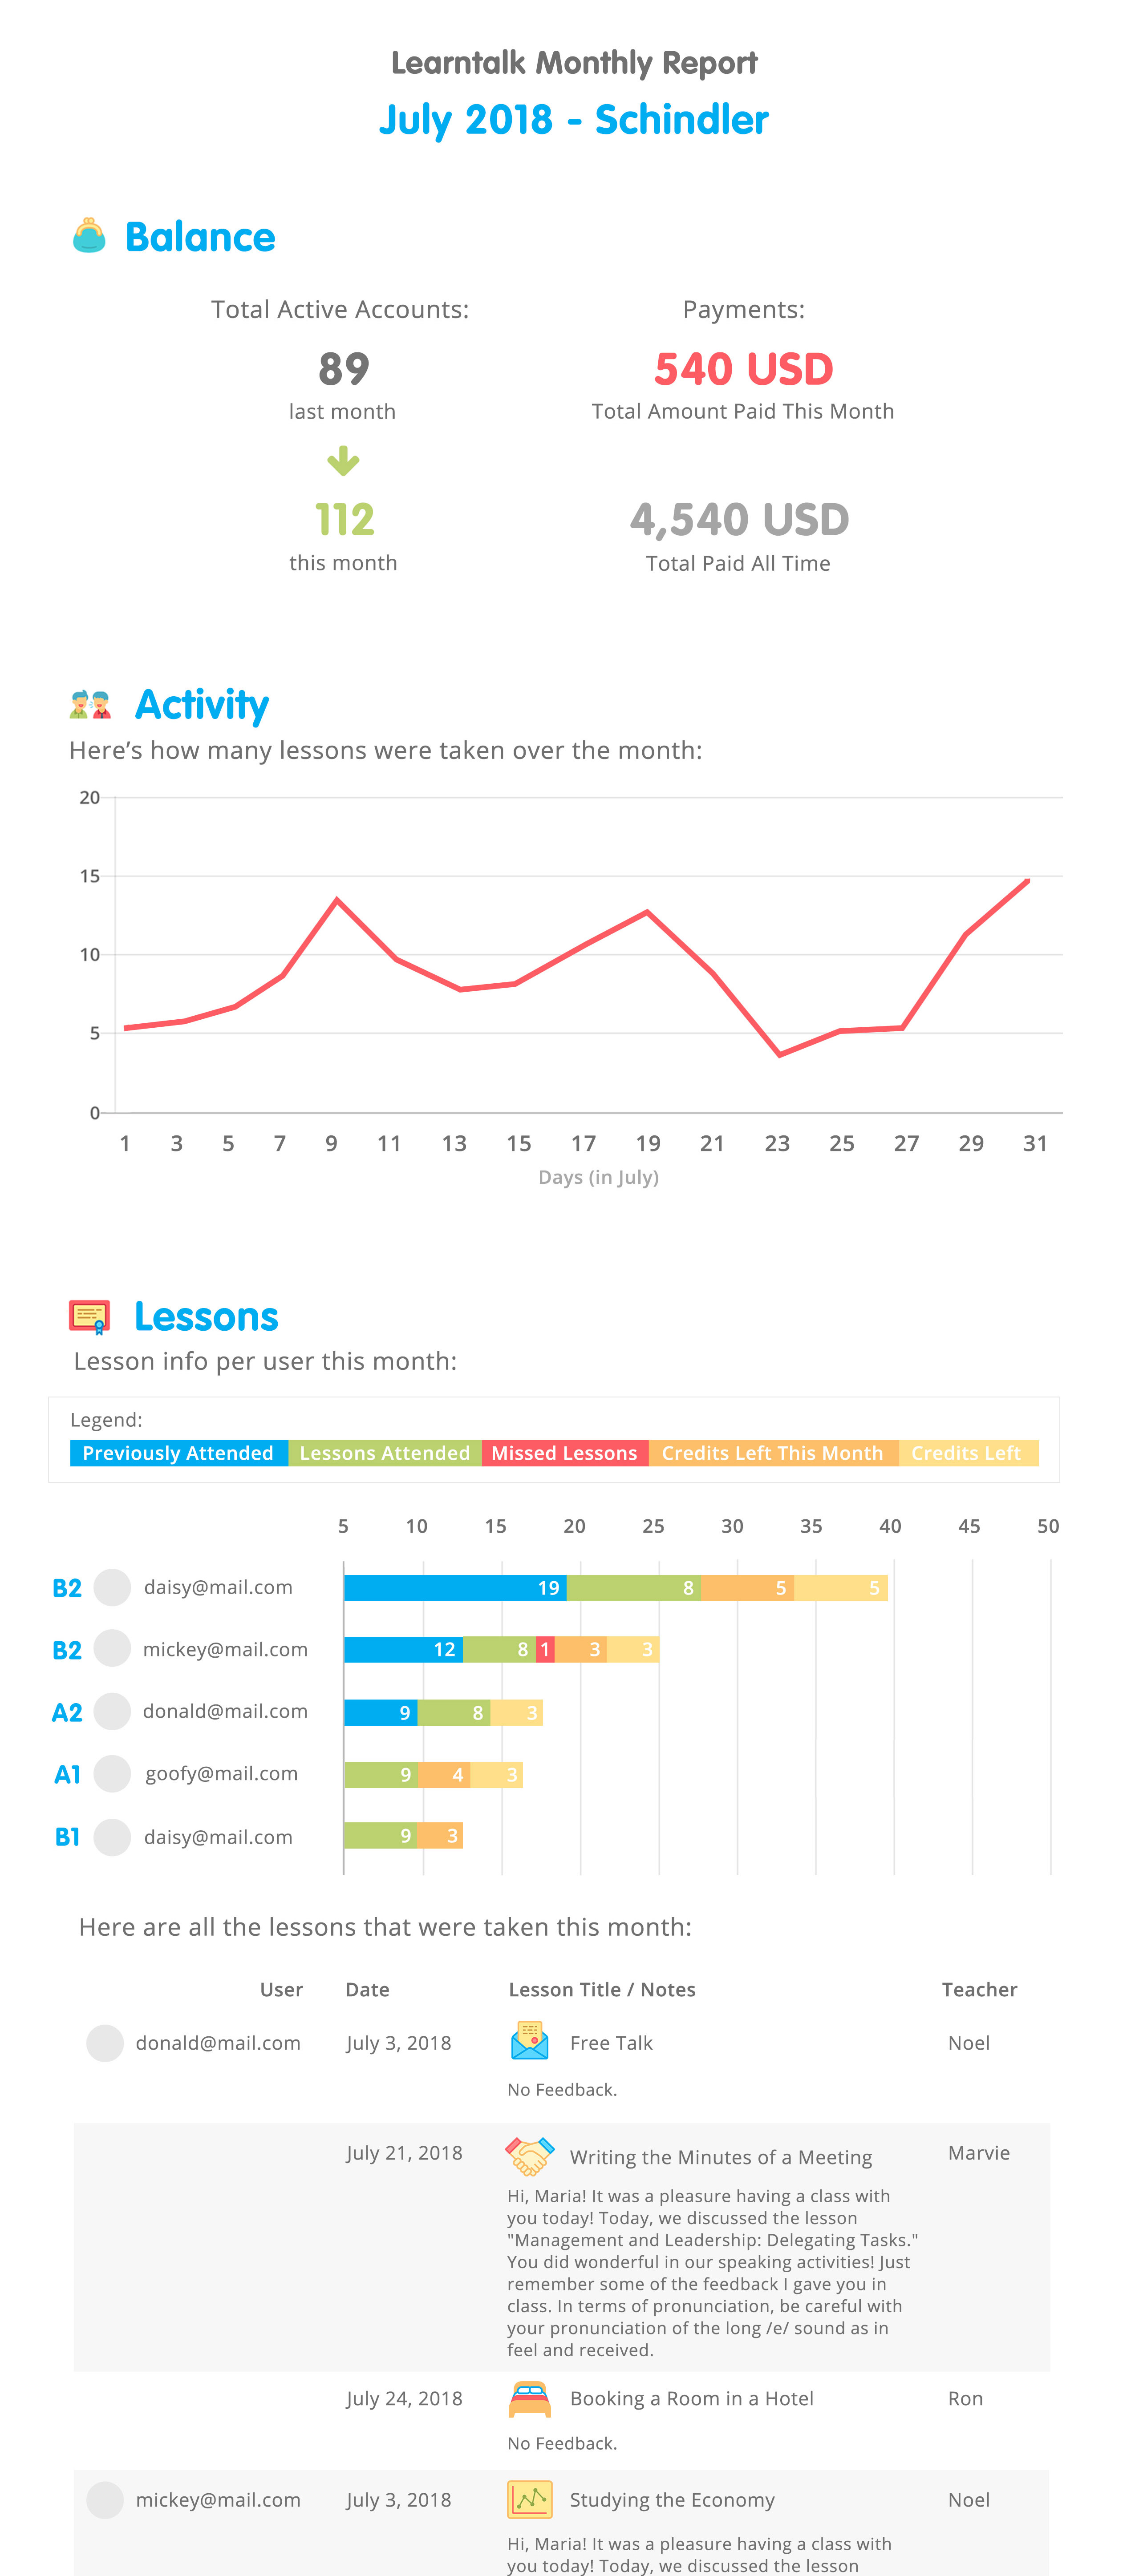 Learntalk Monthly Report
July 2018 - Schindler
Balance
Total Active Accounts:
89
last month
112
this month
Payments:
540 USD
Total Amount Paid This Month
4,540 USD
Total Paid All Time
Activity
Here’s how many lessons were taken over the month:
20
15
10
5
0
1 3 5 7 9 11 13 15 17 19 21 23 25 27 29 31
Days (in July)
Lessons
Lesson info per user this month:
Legend:
Previously Attended Lessons Attended Missed Lessons Credits Left This Month Credits Left
5 10 15 20 25 30 35 40 45 50
B2 daisy@mail.com 19 8 5 5
B2 mickey@mail.com 12 8 1 3 3
A2 donald@mail.com 9 8 3
A1 goofy@mail.com 9 4 3
B1 daisy@mail.com 9 3
Here are all the lessons that were taken this month:
User Date Lesson Title / Notes Teacher
donald@mail.com July 3, 2018 Free Talk Noel
No Feedback.
July 21, 2018 Writing the Minutes of a Meeting Marvie
Hi, Maria! It was a pleasure having a class with
you today! Today, we discussed the lesson
"Management and Leadership: Delegating Tasks."
You did wonderful in our speaking activities! Just
remember some of the feedback I gave you in
class. In terms of pronunciation, be careful with
your pronunciation of the long /e/ sound as in
feel and received.
July 24, 2018 Booking a Room in a Hotel Ron
No Feedback.
mickey@mail.com July 3, 2018 Studying the Economy Noel
Hi, Maria! It was a pleasure having a class with
you today! Today, we discussed the lesson